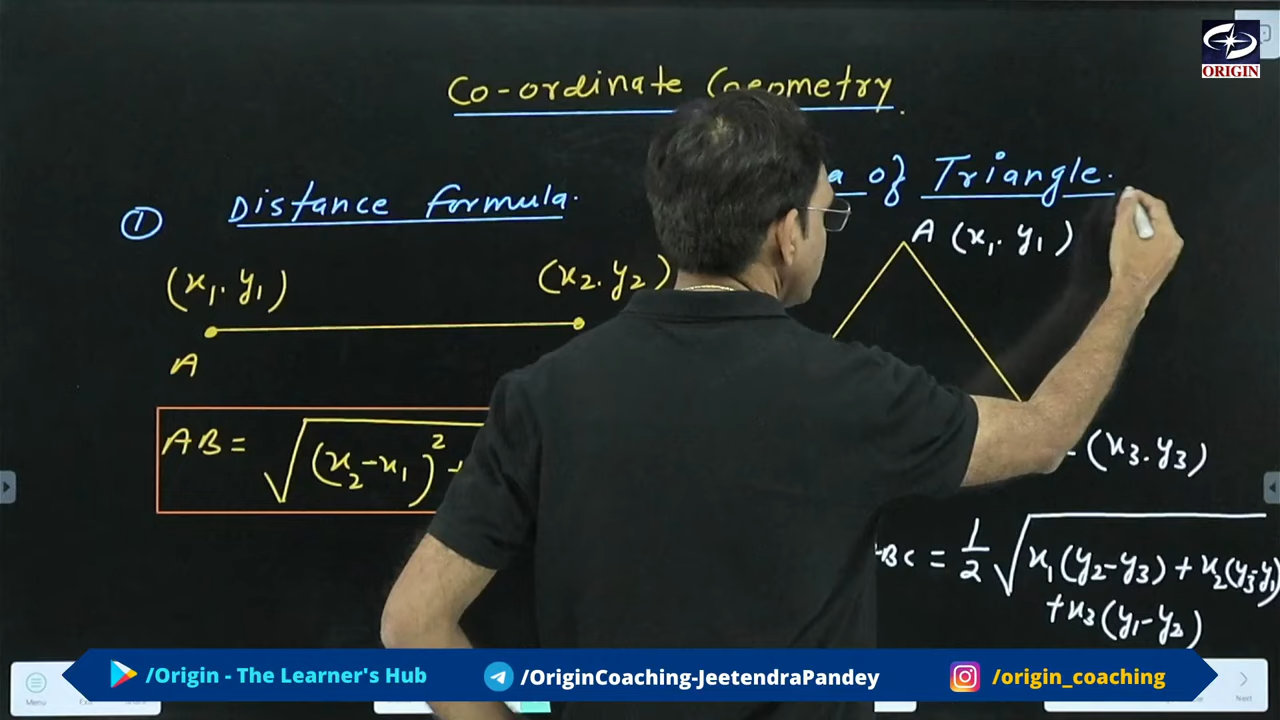 ORIGIN
Co-ordinate Geometry.
① Distance formula.
of Triangle.
(x₁. y₁)
(x₂. y₂)
A
A (x₁. y₁)
(x₃. y₃)
AB = √(x₂-x₁)² +
BC = 1/2 √x₁(y₂-y₃) + x₂(y₃-y₁)
+x₃(y₁-y₂)
/Origin - The Learner's Hub
/OriginCoaching-JeetendraPandey
/origin_coaching
Menu
Next